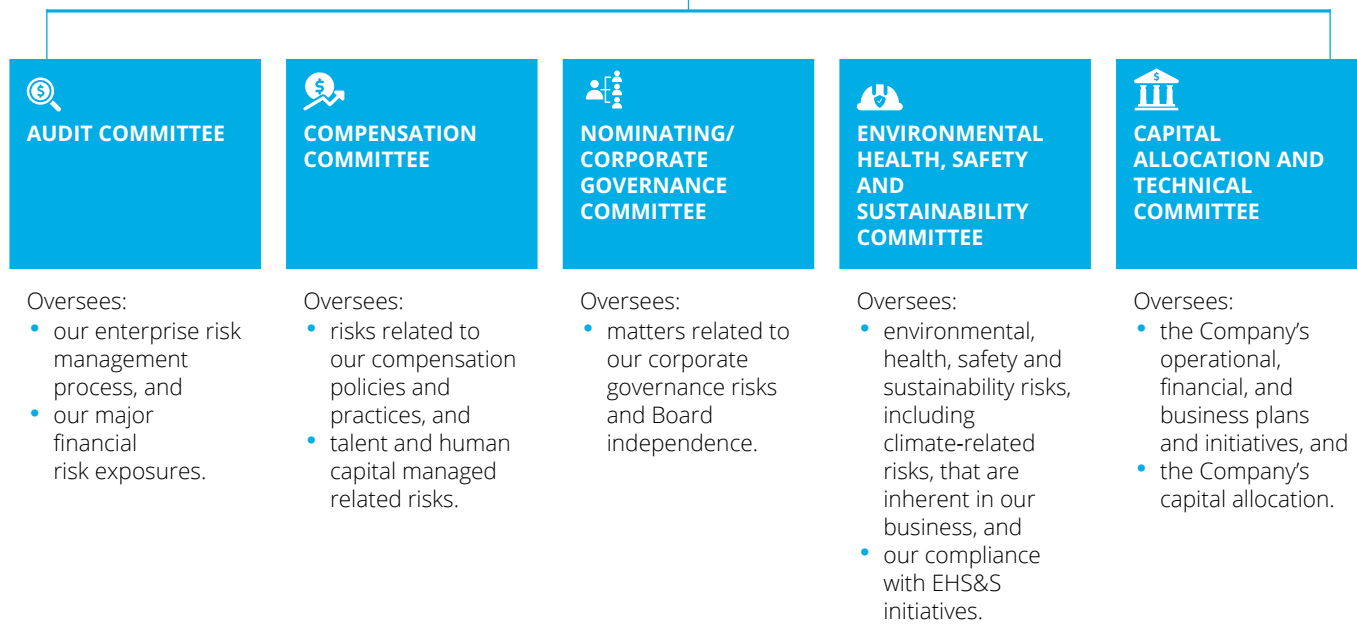 AUDIT COMMITTEE
Oversees:
• our enterprise risk
management
process, and
• our major
financial
risk exposures.
COMPENSATION
COMMITTEE
Oversees:
• risks related to
our compensation
policies and
practices, and
• talent and human
capital managed
related risks.
NOMINATING/
CORPORATE
GOVERNANCE
COMMITTEE
Oversees:
• matters related to
our corporate
governance risks
and Board
independence.
ENVIRONMENTAL
HEALTH, SAFETY
AND
SUSTAINABILITY
COMMITTEE
Oversees:
• environmental,
health, safety and
sustainability risks,
including
climate-related
risks, that are
inherent in our
business, and
• our compliance
with EHS&S
initiatives.
CAPITAL
ALLOCATION AND
TECHNICAL
COMMITTEE
Oversees:
• the Company’s
operational,
financial, and
business plans
and initiatives, and
• the Company’s
capital allocation.